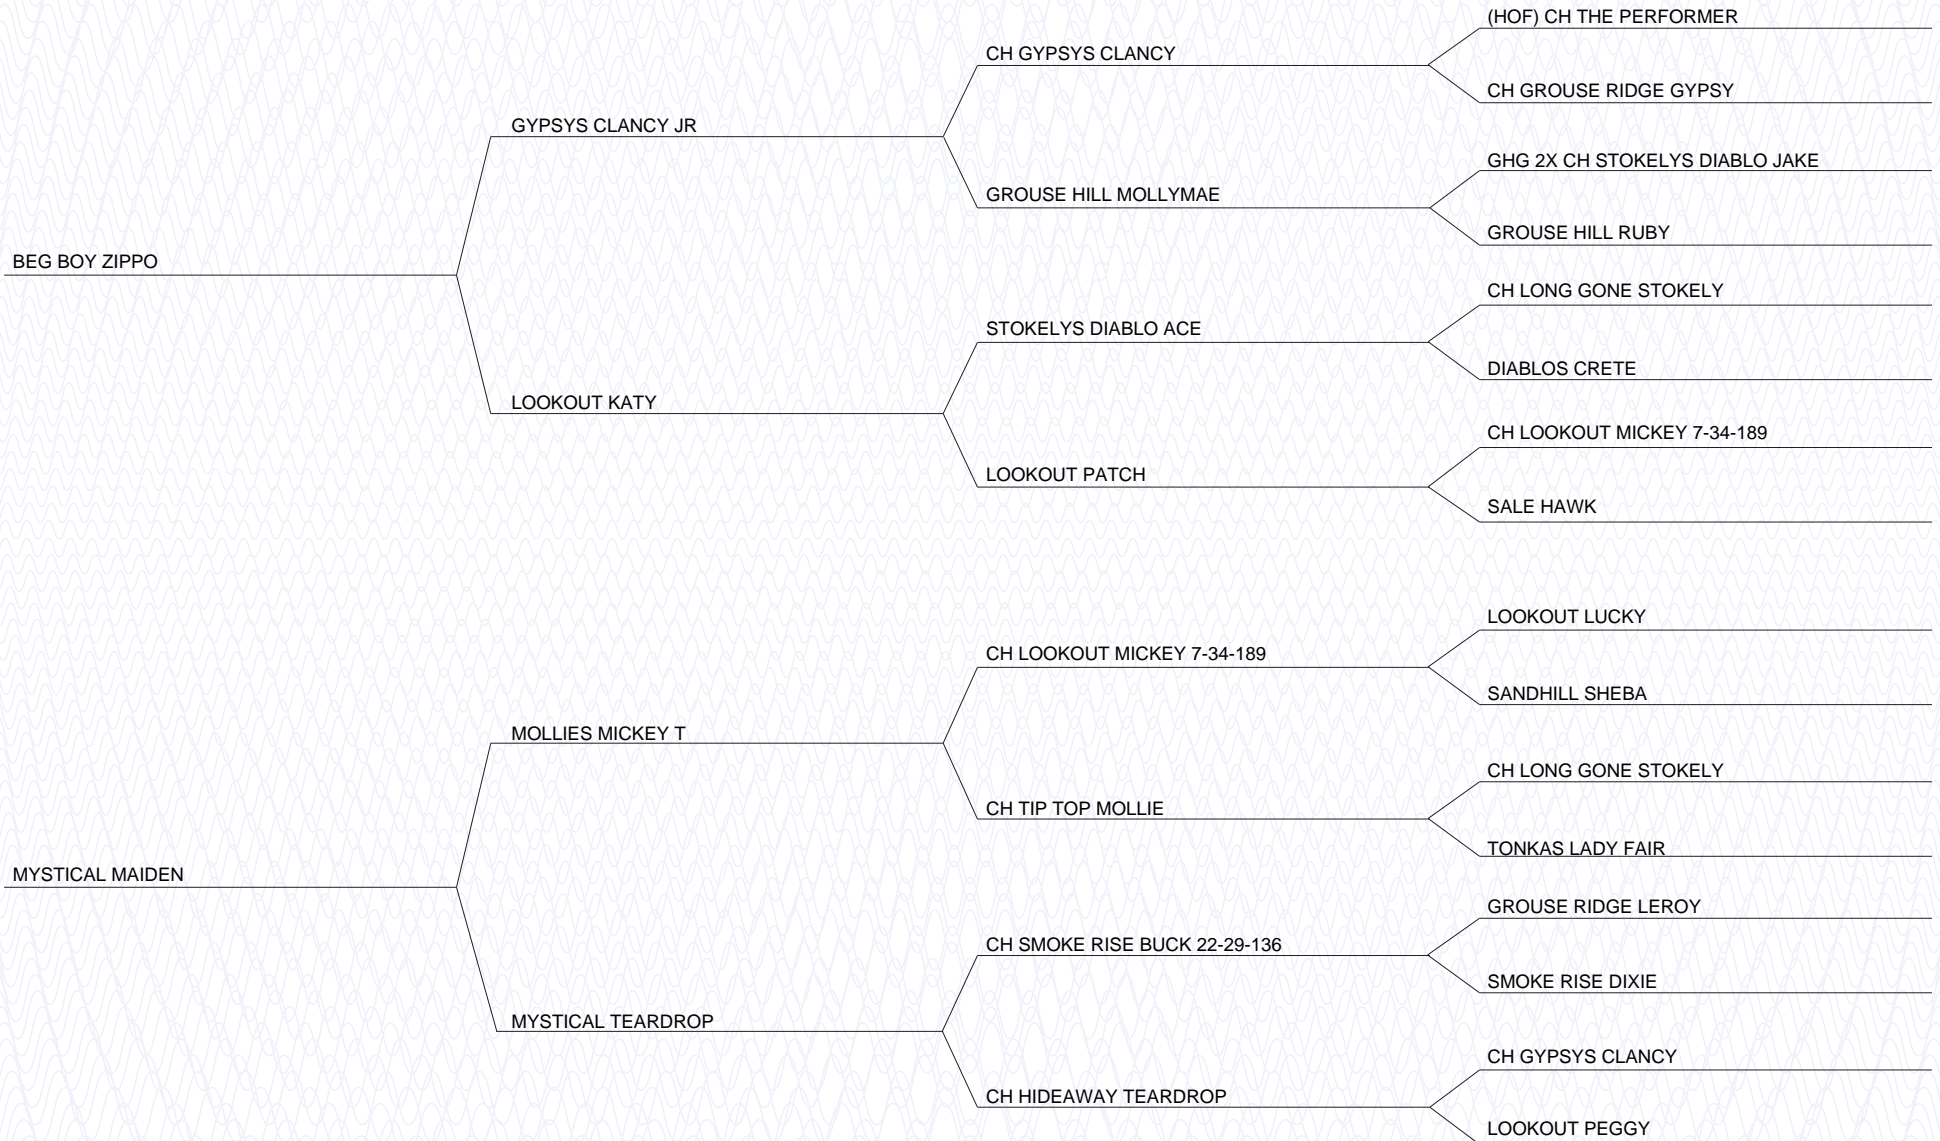 (HOF) CH THE PERFORMER
CH GYPSYS CLANCY
CH GROUSE RIDGE GYPSY
GYPSYS CLANCY JR
GHG 2X CH STOKELYS DIABLO JAKE
GROUSE HILL MOLLYMAE
GROUSE HILL RUBY
BEG BOY ZIPPO
CH LONG GONE STOKELY
STOKELYS DIABLO ACE
DIABLOS CRETE
LOOKOUT KATY
CH LOOKOUT MICKEY 7-34-189
LOOKOUT PATCH
SALE HAWK
LOOKOUT LUCKY
CH LOOKOUT MICKEY 7-34-189
SANDHILL SHEBA
MOLLIES MICKEY T
CH LONG GONE STOKELY
CH TIP TOP MOLLIE
TONKAS LADY FAIR
MYSTICAL MAIDEN
GROUSE RIDGE LEROY
CH SMOKE RISE BUCK 22-29-136
SMOKE RISE DIXIE
MYSTICAL TEARDROP
CH GYPSYS CLANCY
CH HIDEAWAY TEARDROP
LOOKOUT PEGGY